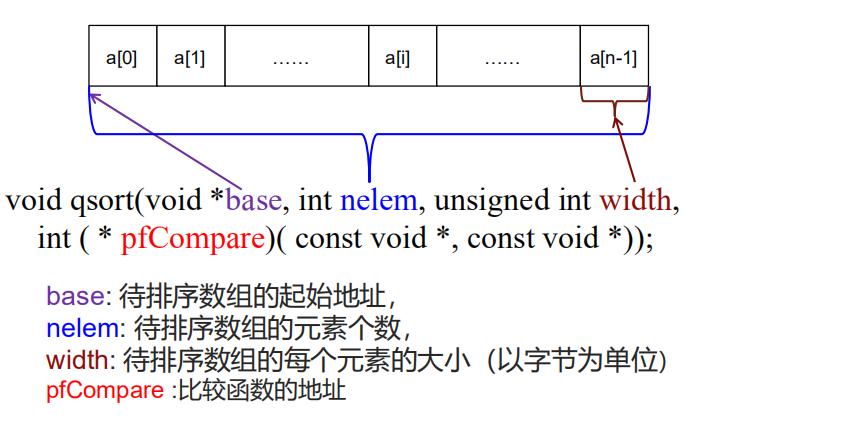 a[0] a[1] ...... a[i] ...... a[n-1]
void qsort(void *base, int nelem, unsigned int width,
int ( * pfCompare)( const void *, const void *));
base: 待排序数组的起始地址，
nelem: 待排序数组的元素个数，
width: 待排序数组的每个元素的大小（以字节为单位）
pfCompare :比较函数的地址